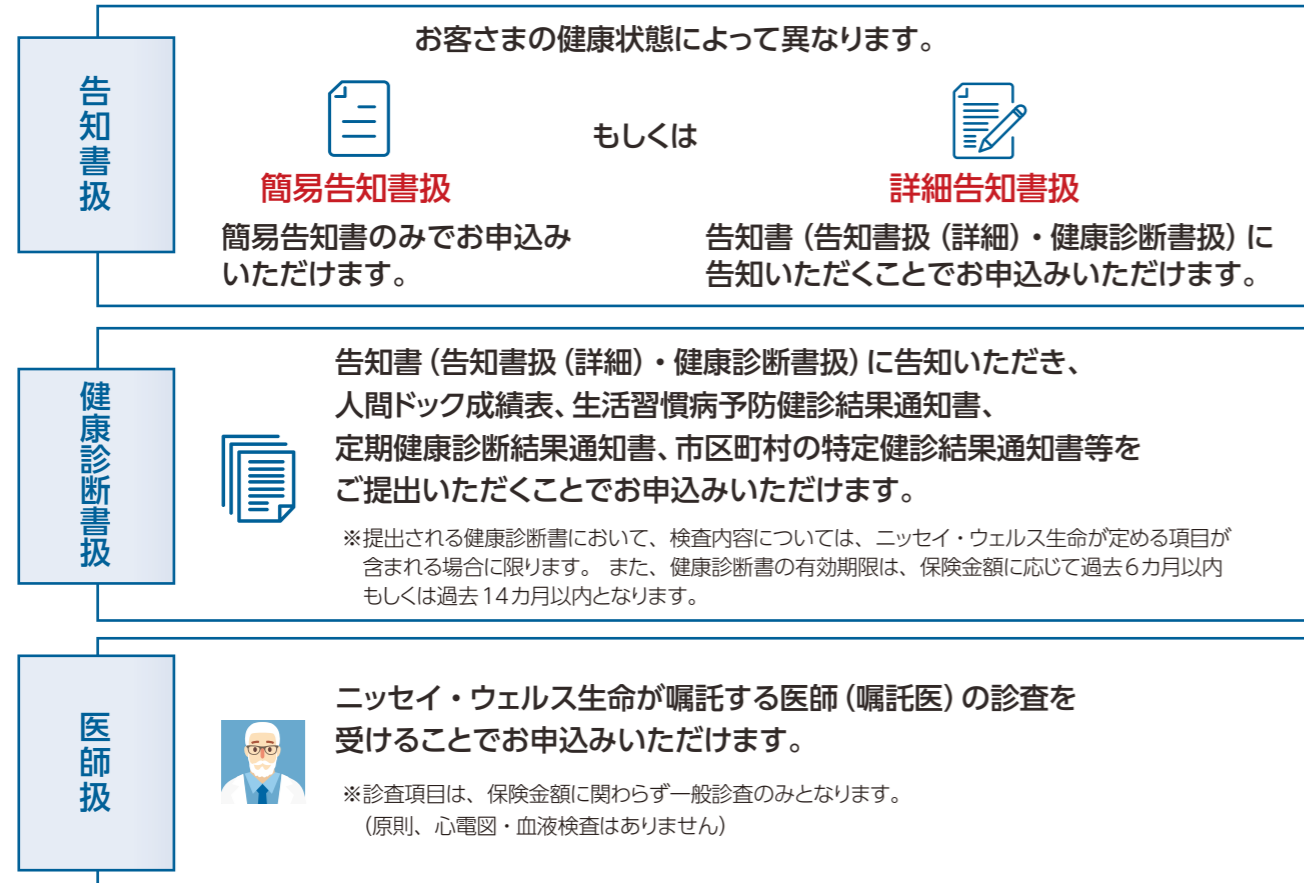 告知書扱
お客さまの健康状態によって異なります。
簡易告知書扱
簡易告知書のみでお申込み
いただけます。
もしくは
詳細告知書扱
告知書（告知書扱（詳細）・健康診断書扱）に
告知いただくことでお申込みいただけます。
健康診断書扱
告知書（告知書扱（詳細）・健康診断書扱）に告知いただき、
人間ドック成績表、生活習慣病予防健診結果通知書、
定期健康診断結果通知書、市区町村の特定健診結果通知書等を
ご提出いただくことでお申込みいただけます。
※提出される健康診断書において、検査内容については、ニッセイ・ウェルス生命が定める項目が
含まれる場合に限ります。 また、健康診断書の有効期限は、保険金額に応じて過去6カ月以内
もしくは過去14カ月以内となります。
医師扱
ニッセイ・ウェルス生命が嘱託する医師（嘱託医）の診査を
受けることでお申込みいただけます。
※診査項目は、保険金額に関わらず一般診査のみとなります。
（原則、心電図・血液検査はありません）